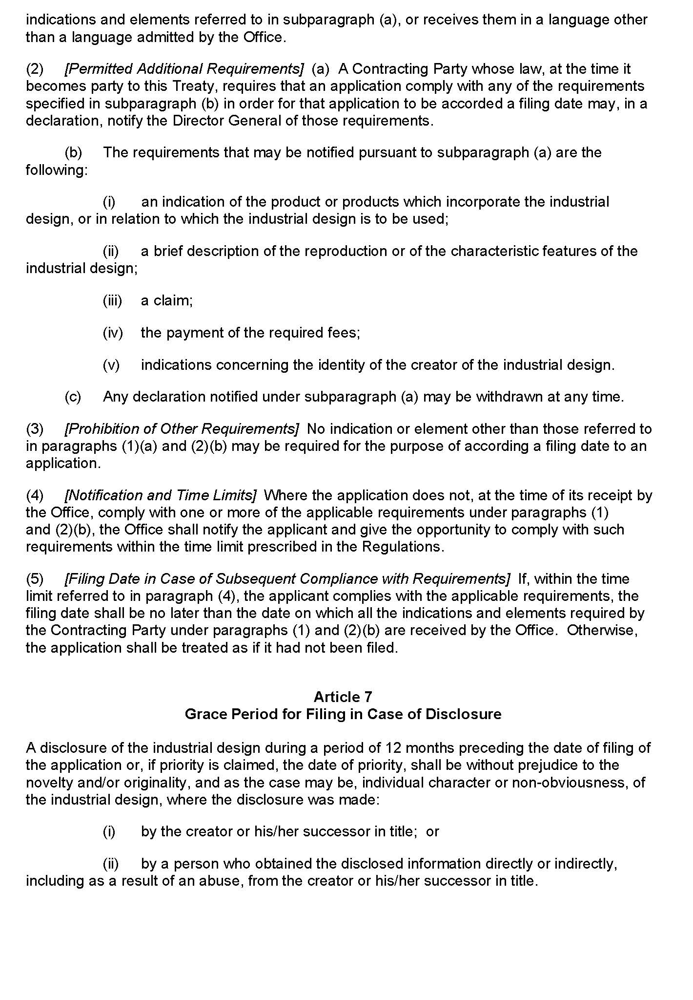 indications and elements referred to in subparagraph (a), or receives them in a language other
than a language admitted by the Office.
(2) [Permitted Additional Requirements] (a) A Contracting Party whose law, at the time it
becomes party to this Treaty, requires that an application comply with any of the requirements
specified in subparagraph (b) in order for that application to be accorded a filing date may, in a
declaration, notify the Director General of those requirements.
(b) The requirements that may be notified pursuant to subparagraph (a) are the
following:
(i) an indication of the product or products which incorporate the industrial
design, or in relation to which the industrial design is to be used;
(ii) a brief description of the reproduction or of the characteristic features of the
industrial design;
(iii) a claim;
(iv) the payment of the required fees;
(v) indications concerning the identity of the creator of the industrial design.
(c) Any declaration notified under subparagraph (a) may be withdrawn at any time.
(3) [Prohibition of Other Requirements] No indication or element other than those referred to
in paragraphs (1)(a) and (2)(b) may be required for the purpose of according a filing date to an
application.
(4) [Notification and Time Limits] Where the application does not, at the time of its receipt by
the Office, comply with one or more of the applicable requirements under paragraphs (1)
and (2)(b), the Office shall notify the applicant and give the opportunity to comply with such
requirements within the time limit prescribed in the Regulations.
(5) [Filing Date in Case of Subsequent Compliance with Requirements] If, within the time
limit referred to in paragraph (4), the applicant complies with the applicable requirements, the
filing date shall be no later than the date on which all the indications and elements required by
the Contracting Party under paragraphs (1) and (2)(b) are received by the Office. Otherwise,
the application shall be treated as if it had not been filed.
Article 7
Grace Period for Filing in Case of Disclosure
A disclosure of the industrial design during a period of 12 months preceding the date of filing of
the application or, if priority is claimed, the date of priority, shall be without prejudice to the
novelty and/or originality, and as the case may be, individual character or non-obviousness, of
the industrial design, where the disclosure was made:
(i) by the creator or his/her successor in title; or
(ii) by a person who obtained the disclosed information directly or indirectly,
including as a result of an abuse, from the creator or his/her successor in title.